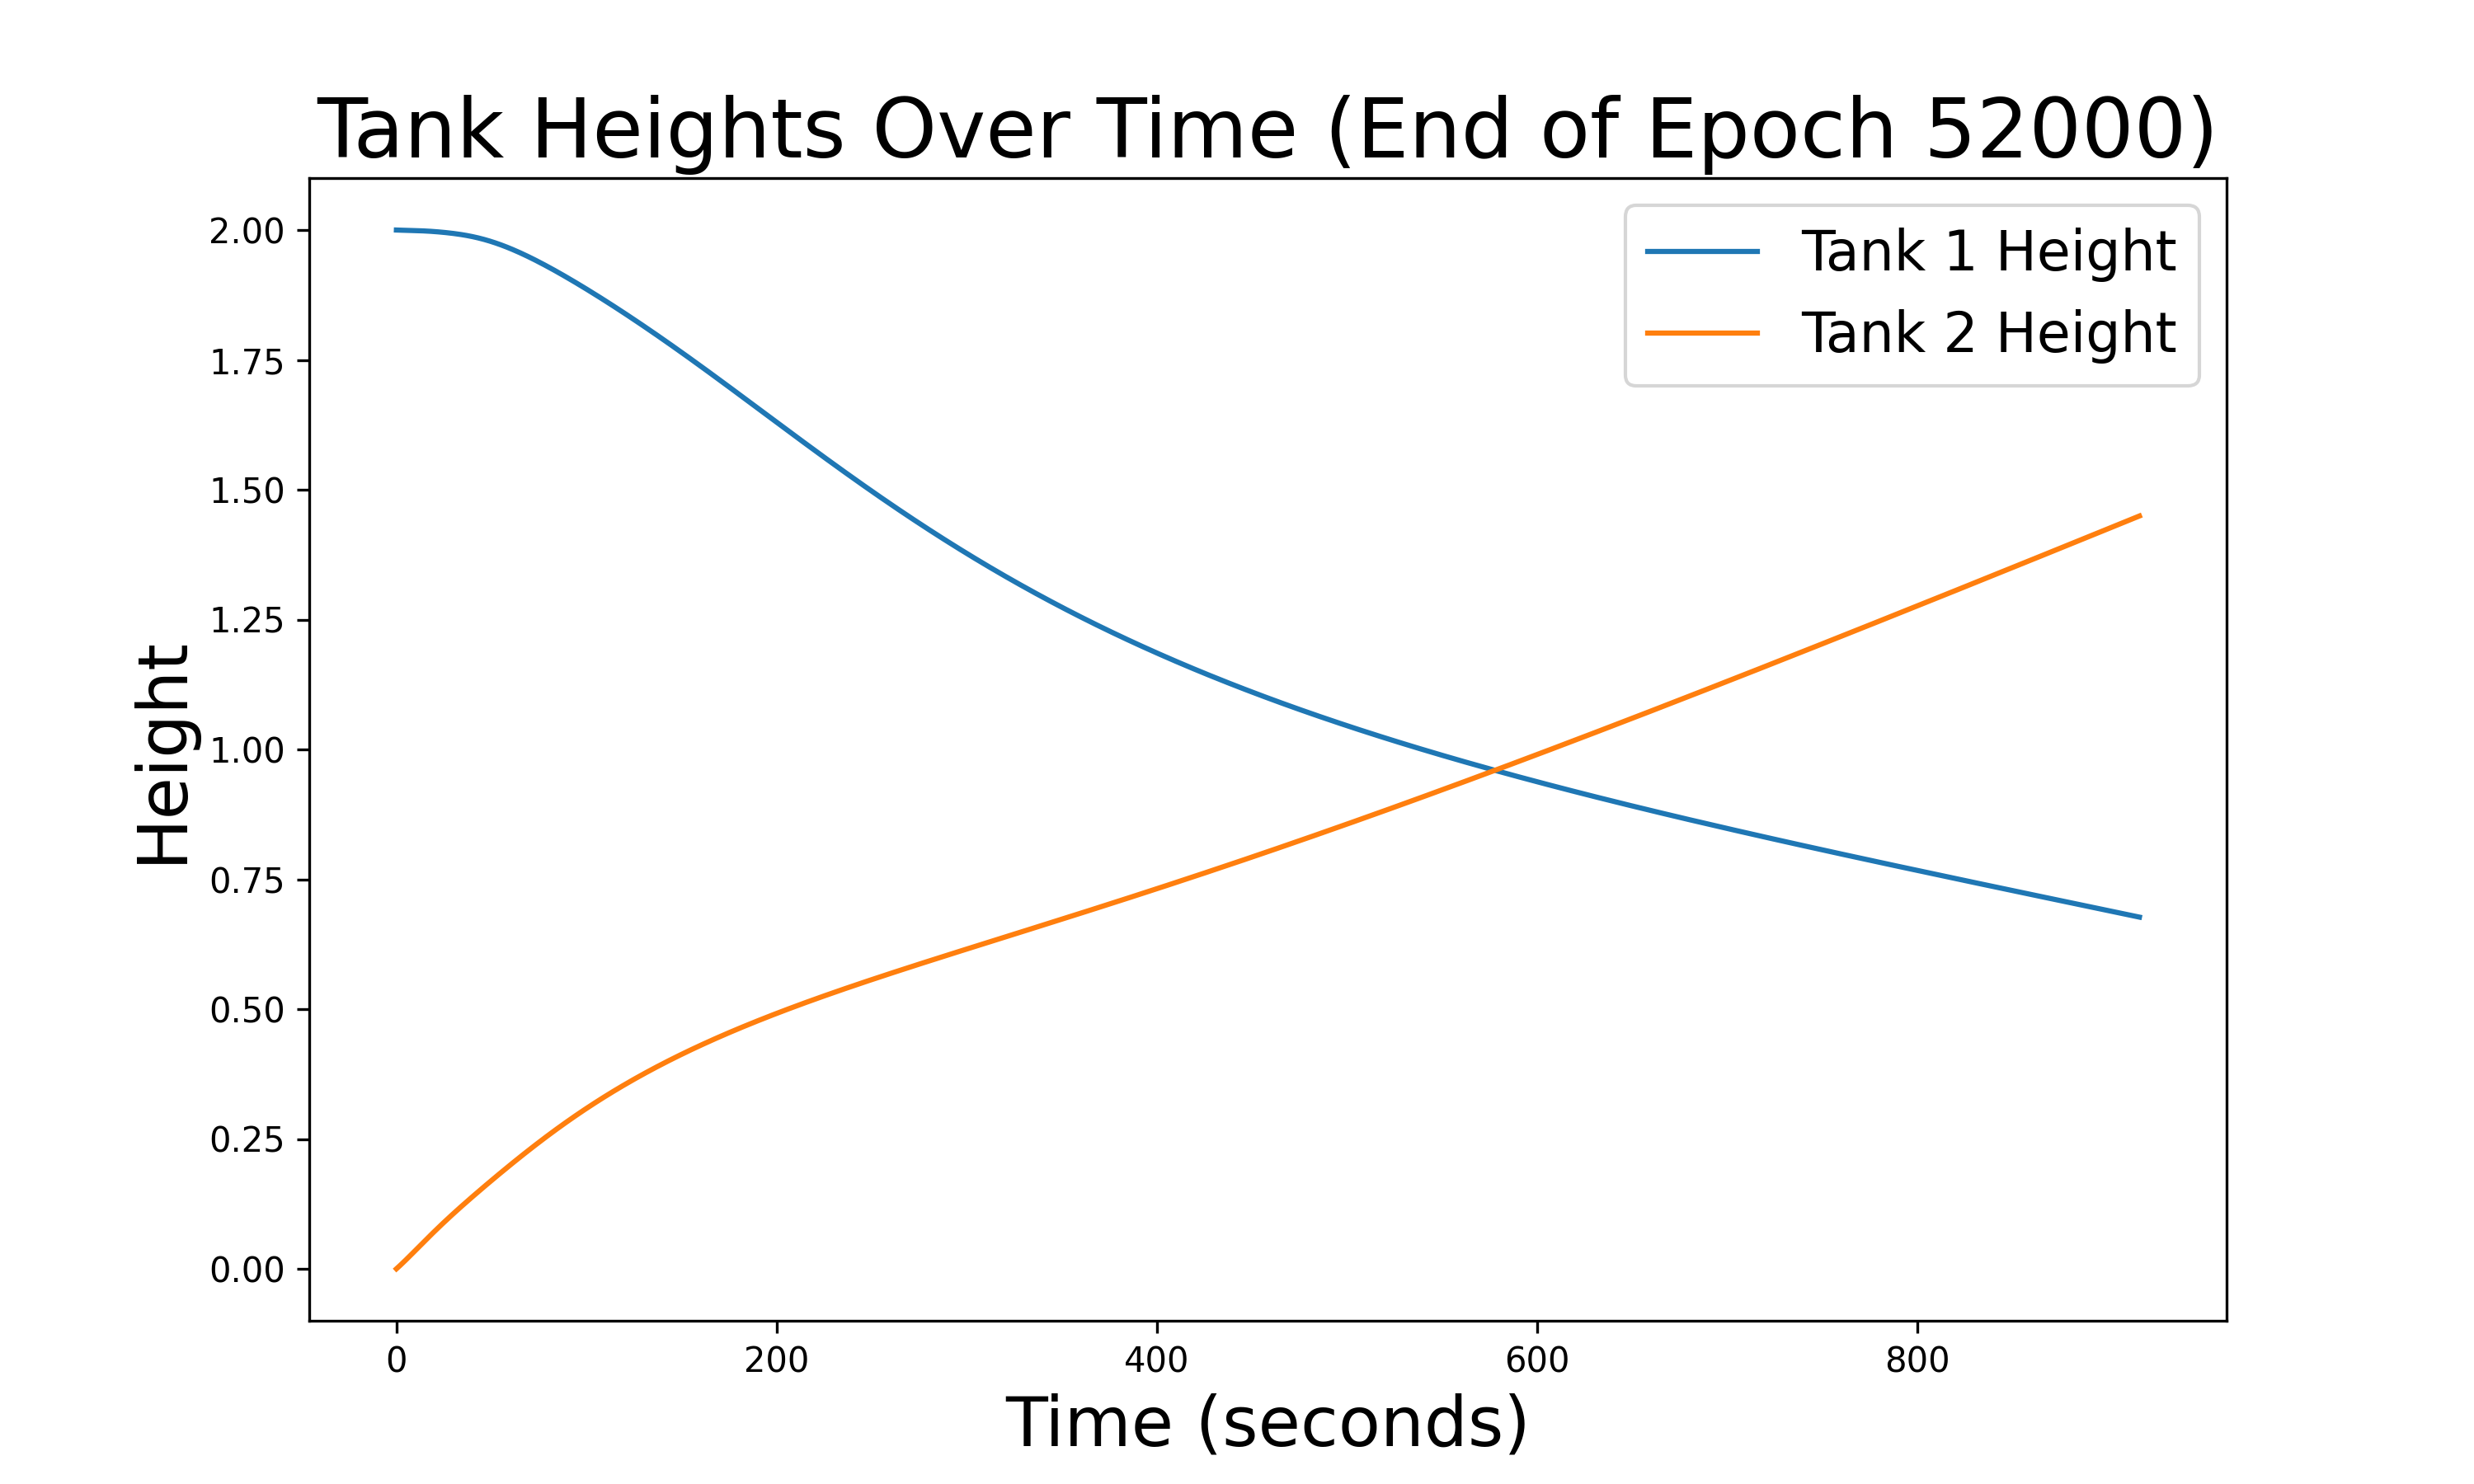 Tank Heights Over Time (End of Epoch 52000)
Tank 1 Height
Tank 2 Height
Height
2.00
1.75
1.50
1.25
1.00
0.75
0.50
0.25
0.00
0 200 400 600 800
Time (seconds)